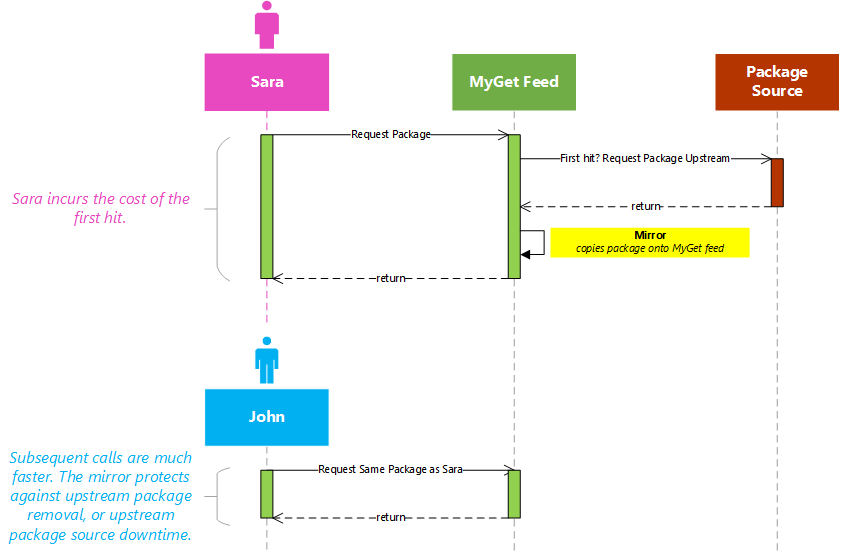 Sara
MyGet Feed
Package
Source
Request Package
First hit? Request Package Upstream
Sara incurs the cost of the
first hit.
return
Mirror
copies package onto MyGet feed
return
John
Subsequent calls are much
faster. The mirror protects
against upstream package
removal, or upstream
package source downtime.
Request Same Package as Sara
return